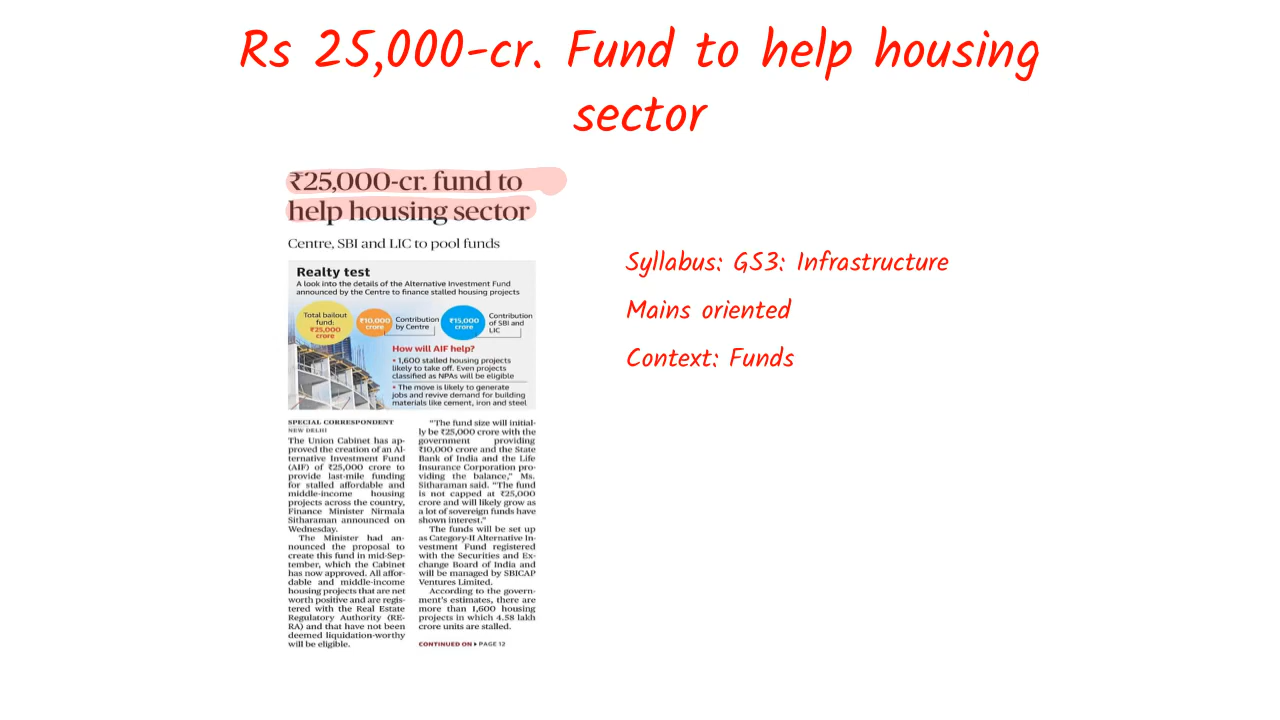 Rs 25,000-cr. Fund to help housing
sector
₹25,000-cr. fund to
help housing sector
Centre, SBI and LIC to pool funds
Realty test
A look into the details of the Alternative Investment Fund
announced by the Centre to finance stalled housing projects
Total bailout
fund:
₹25,000
crore
₹10,000
crore
Contribution
by Centre
₹15,000
crore
Contribution
of SBI and
LIC
How will AIF help?
• 1,600 stalled housing projects
likely to take off. Even projects
classified as NPAs will be eligible
• The move is likely to generate
jobs and revive demand for building
materials like cement, iron and steel
SPECIAL CORRESPONDENT
NEW DELHI
The Union Cabinet has ap-
proved the creation of an Al-
ternative Investment Fund
(AIF) of ₹25,000 crore to
provide last-mile funding
for stalled affordable and
middle-income housing
projects across the country,
Finance Minister Nirmala
Sitharaman announced on
Wednesday.
The Minister had an-
nounced the proposal to
create this fund in mid-Sep-
tember, which the Cabinet
has now approved. All affor-
dable and middle-income
housing projects that are net
worth positive and are regis-
tered with the Real Estate
Regulatory Authority (RE-
RA) and that have not been
deemed liquidation-worthy
will be eligible.
"The fund size will initial-
ly be ₹25,000 crore with the
government providing
₹10,000 crore and the State
Bank of India and the Life
Insurance Corporation pro-
viding the balance," Ms.
Sitharaman said. "The fund
is not capped at ₹25,000
crore and will likely grow as
a lot of sovereign funds have
shown interest."
The funds will be set up
as Category-II Alternative In-
vestment Fund registered
with the Securities and Ex-
change Board of India and
will be managed by SBICAP
Ventures Limited.
According to the govern-
ment's estimates, there are
more than 1,600 housing
projects in which 4.58 lakh
crore units are stalled.
CONTINUED ON ▸ PAGE 12
Syllabus: GS3: Infrastructure
Mains oriented
Context: Funds